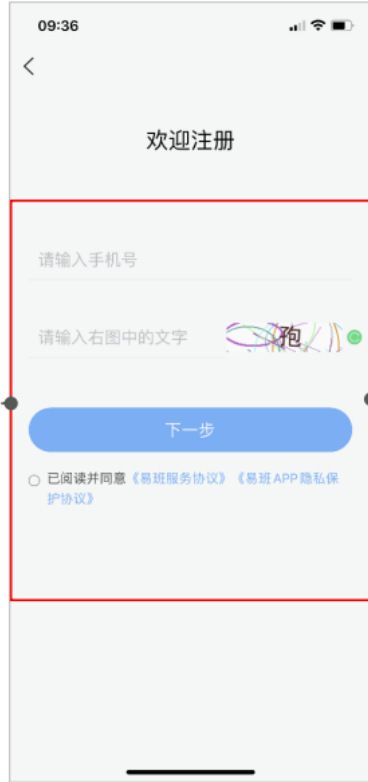 09:36
欢迎注册
请输入手机号
请输入右图中的文字
孢
下一步
已阅读并同意《易班服务协议》《易班APP隐私保
护协议》